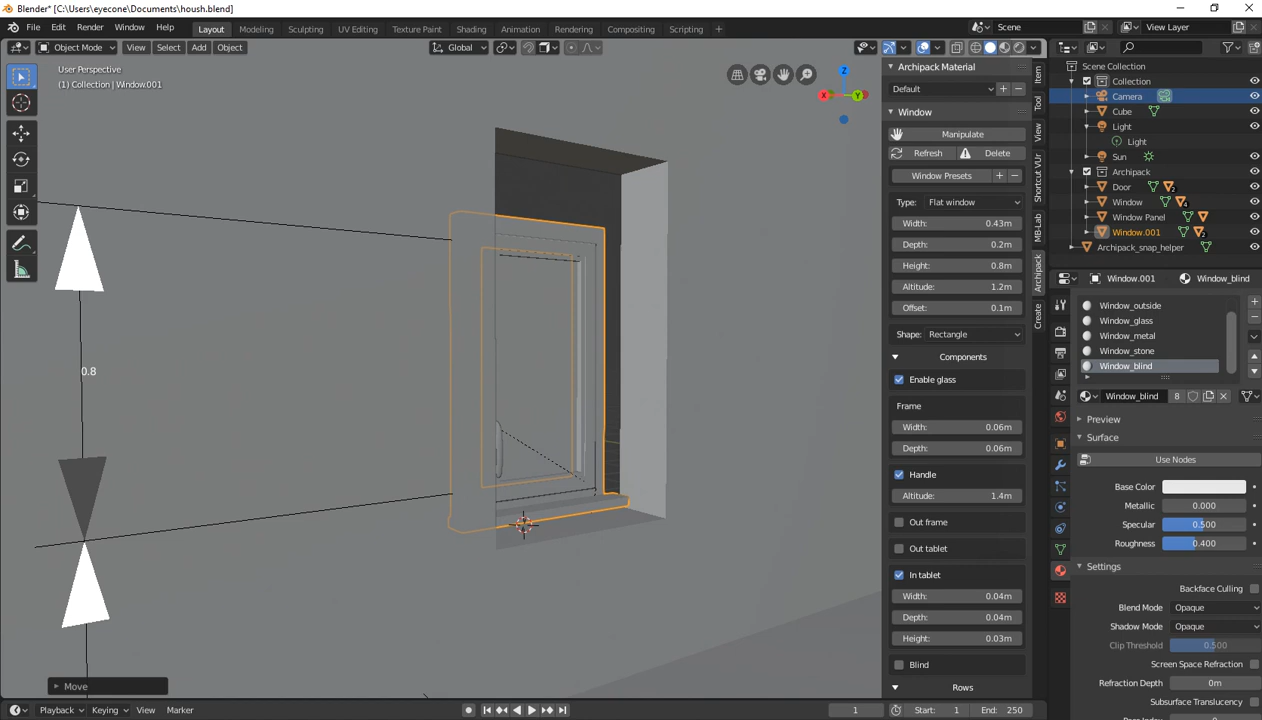 Blender* [C:\Users\eyecone\Documents\housh.blend]
File Edit Render Window Help Layout Modeling Sculpting UV Editing Texture Paint Shading Animation Rendering Compositing Scripting + Scene View Layer
Object Mode View Select Add Object Global
User Perspective
(1) Collection | Window.001
X Y Z
0.8
Move
Archipack Material
Default
Window
Manipulate
Refresh Delete
Window Presets
Type: Flat window
Width: 0.43m
Depth: 0.2m
Height: 0.8m
Altitude: 1.2m
Offset: 0.1m
Shape: Rectangle
Components
Enable glass
Frame
Width: 0.06m
Depth: 0.06m
Handle
Altitude: 1.4m
Out frame
Out tablet
In tablet
Width: 0.04m
Depth: 0.04m
Height: 0.03m
Blind
Rows
Item
Tool
View
Shortcut VUr
MB-Lab
Archipack
Create
Scene Collection
Collection
Camera
Cube
Light
Light
Sun
Archipack
Door 2
Window 4
Window Panel
Window.001 2
Archipack_snap_helper
Window.001 Window_blind
Window_outside
Window_glass
Window_metal
Window_stone
Window_blind
Window_blind 8
Preview
Surface
Use Nodes
Base Color
Metallic 0.000
Specular 0.500
Roughness 0.400
Settings
Backface Culling
Blend Mode Opaque
Shadow Mode Opaque
Clip Threshold 0.500
Screen Space Refraction
Refraction Depth 0m
Subsurface Translucency
Playback Keying View Marker 1 Start: 1 End: 250